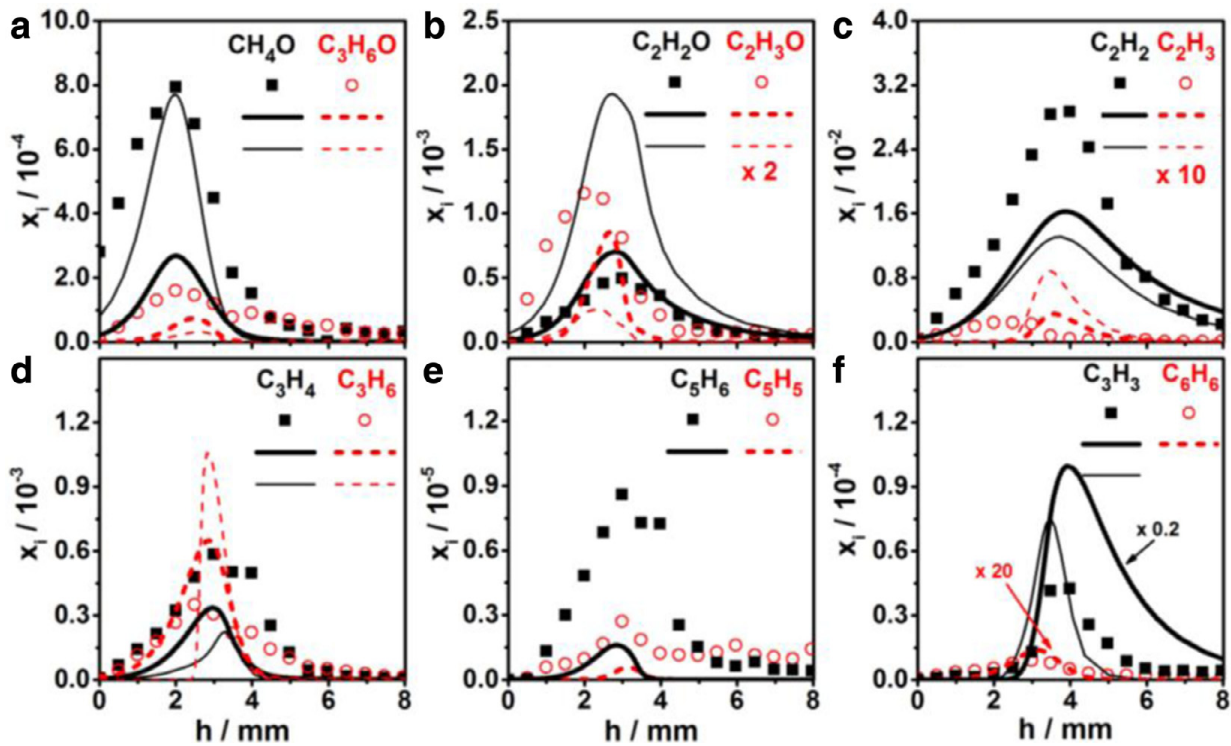 a
b
c
10.0
8.0
6.0
4.0
2.0
0.0
x_i / 10^-4
CH₄O C₃H₆O
2.5
2.0
1.5
1.0
0.5
0.0
x_i / 10^-3
C₂H₂O C₂H₃O
x 2
4.0
3.2
2.4
1.6
0.8
0.0
x_i / 10^-2
C₂H₂ C₂H₃
x 10
d
e
f
1.2
0.9
0.6
0.3
0.0
x_i / 10^-3
C₃H₄ C₃H₆
0 2 4 6 8
h / mm
1.2
0.9
0.6
0.3
0.0
x_i / 10^-5
C₅H₆ C₅H₅
0 2 4 6 8
h / mm
1.2
0.9
0.6
0.3
0.0
x_i / 10^-4
C₃H₃ C₆H₆
x 0.2
x 20
0 2 4 6 8
h / mm